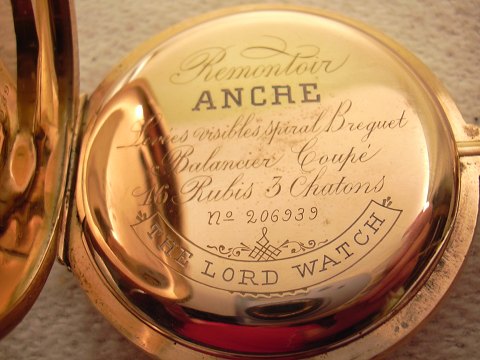 Remontoir
ANCRE
Levées visibles, spiral Breguet
Balancier Coupé
16 Rubis 3 Chatons
No 206939
THE LORD WATCH